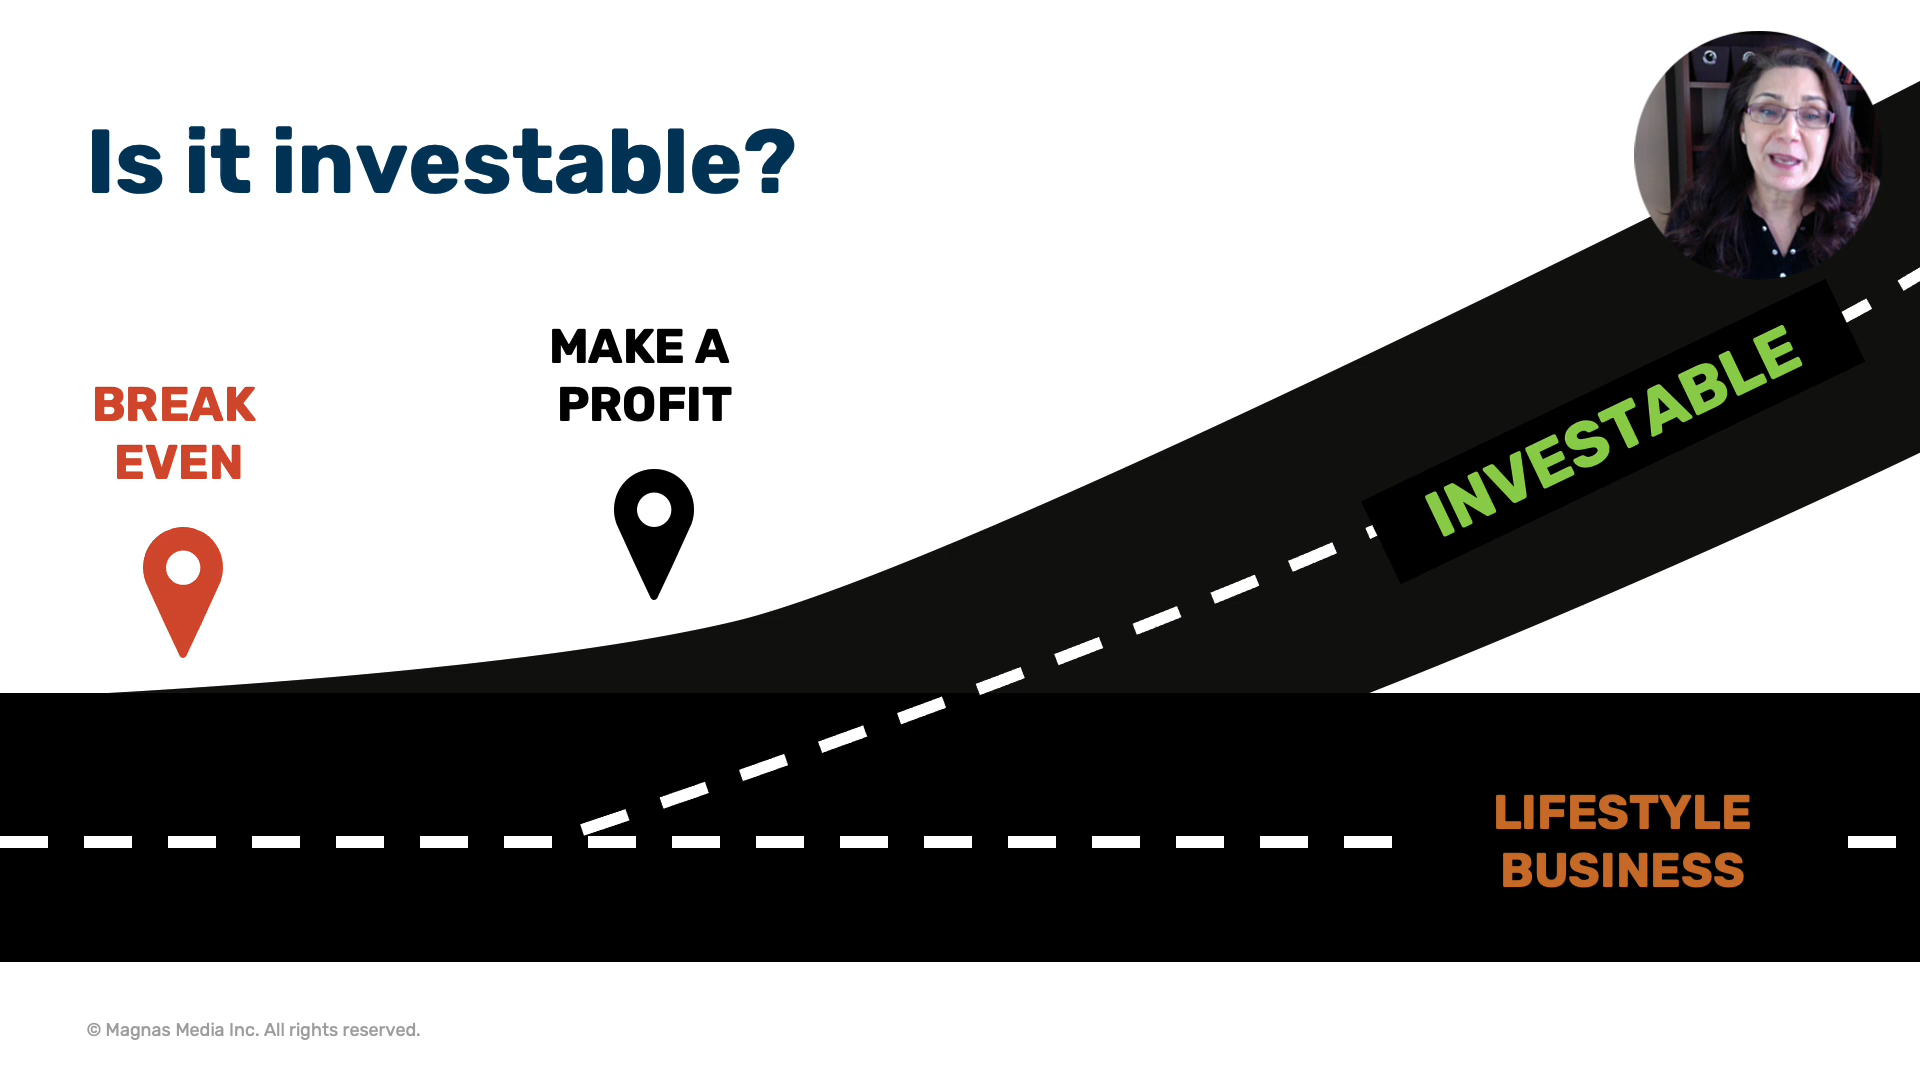 Is it investable?
MAKE A
PROFIT
BREAK
EVEN
INVESTABLE
LIFESTYLE
BUSINESS
© Magnas Media Inc. All rights reserved.